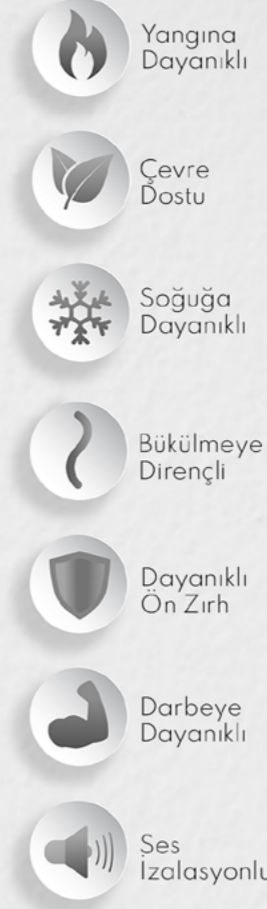 Yangına
Dayanıklı
Çevre
Dostu
Soğuğa
Dayanıklı
Bükülmeye
Dirençli
Dayanıklı
Ön Zırh
Darbeye
Dayanıklı
Ses
İzalasyonlu